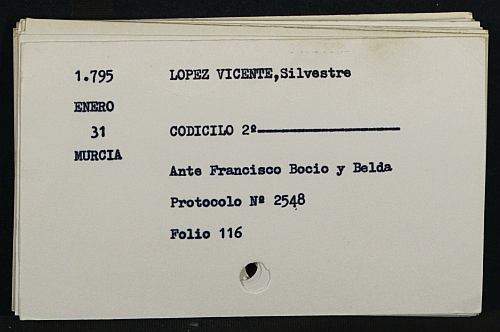 1.795 LOPEZ VICENTE,Silvestre
ENERO
31 CODICILO 2º
MURCIA
Ante Francisco Bocio y Belda
Protocolo Nº 2548
Folio 116